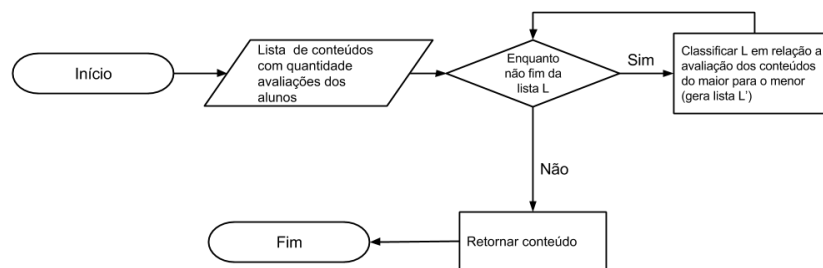 Início
Lista de conteúdos
com quantidade
avaliações dos
alunos
Enquanto
não fim da
lista L
Sim
Classificar L em relação a
avaliação dos conteúdos
do maior para o menor
(gera lista L')
Não
Retornar conteúdo
Fim